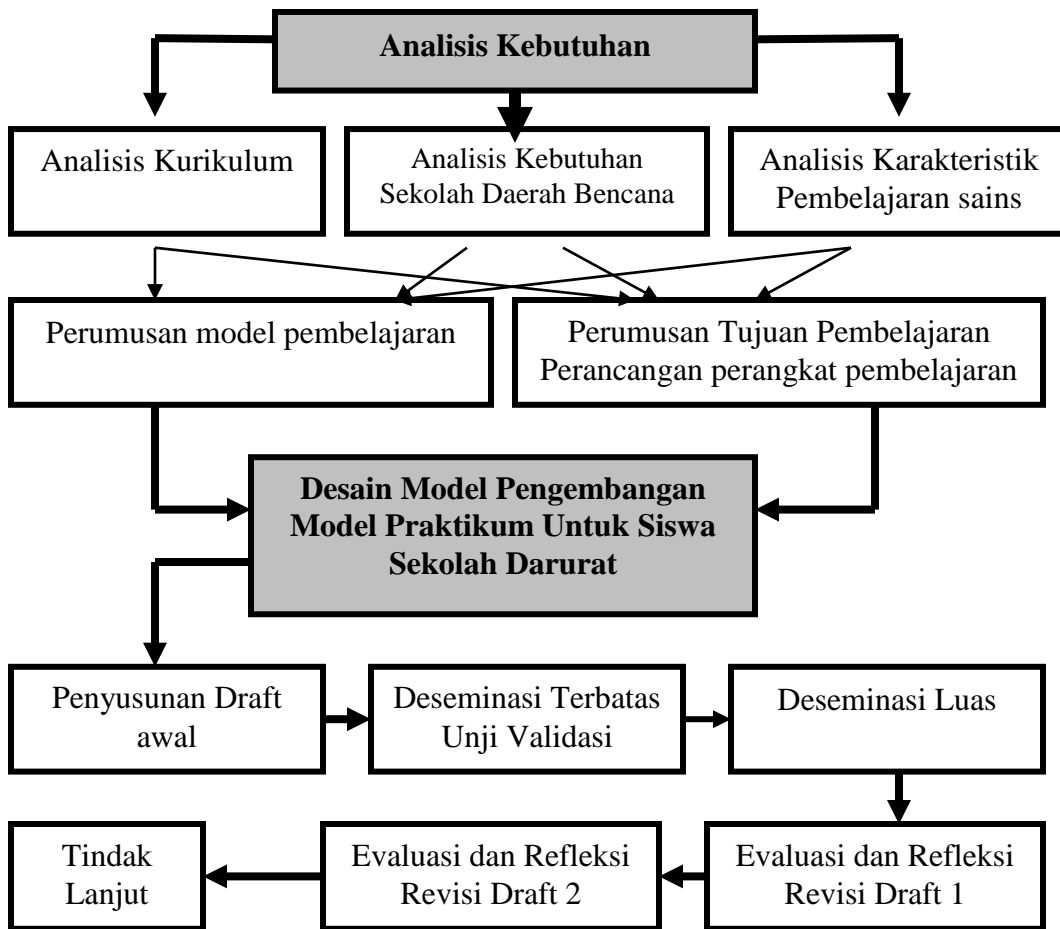 Analisis Kebutuhan
Analisis Kurikulum
Analisis Kebutuhan
Sekolah Daerah Bencana
Analisis Karakteristik
Pembelajaran sains
Perumusan model pembelajaran
Perumusan Tujuan Pembelajaran
Perancangan perangkat pembelajaran
Desain Model Pengembangan
Model Praktikum Untuk Siswa
Sekolah Darurat
Penyusunan Draft
awal
Deseminasi Terbatas
Unji Validasi
Deseminasi Luas
Tindak
Lanjut
Evaluasi dan Refleksi
Revisi Draft 2
Evaluasi dan Refleksi
Revisi Draft 1